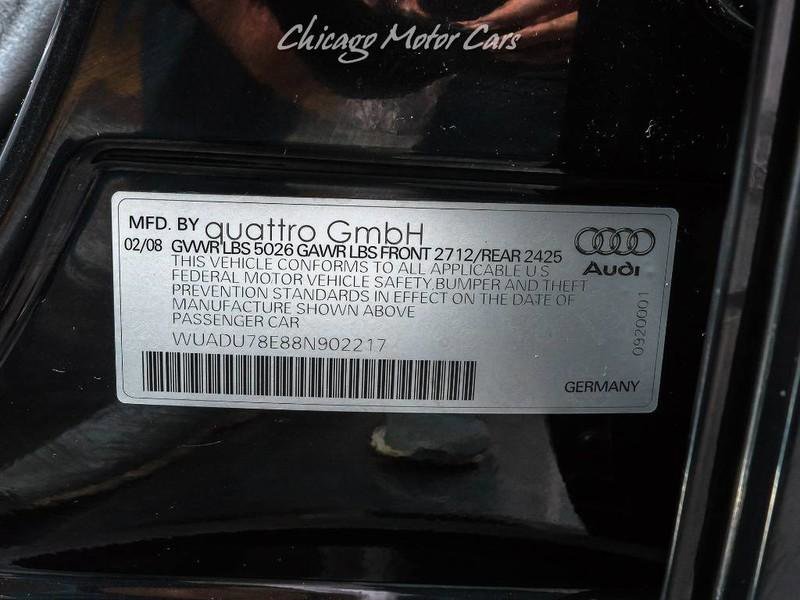 Chicago Motor Cars
MFD. BY quattro GmbH
02/08 GVWR LBS 5026 GAWR LBS FRONT 2712/REAR 2425
THIS VEHICLE CONFORMS TO ALL APPLICABLE U S
FEDERAL MOTOR VEHICLE SAFETY,BUMPER AND THEFT
PREVENTION STANDARDS IN EFFECT ON THE DATE OF
MANUFACTURE SHOWN ABOVE
PASSENGER CAR
WUADU78E88N902217
Audi
0920001
GERMANY